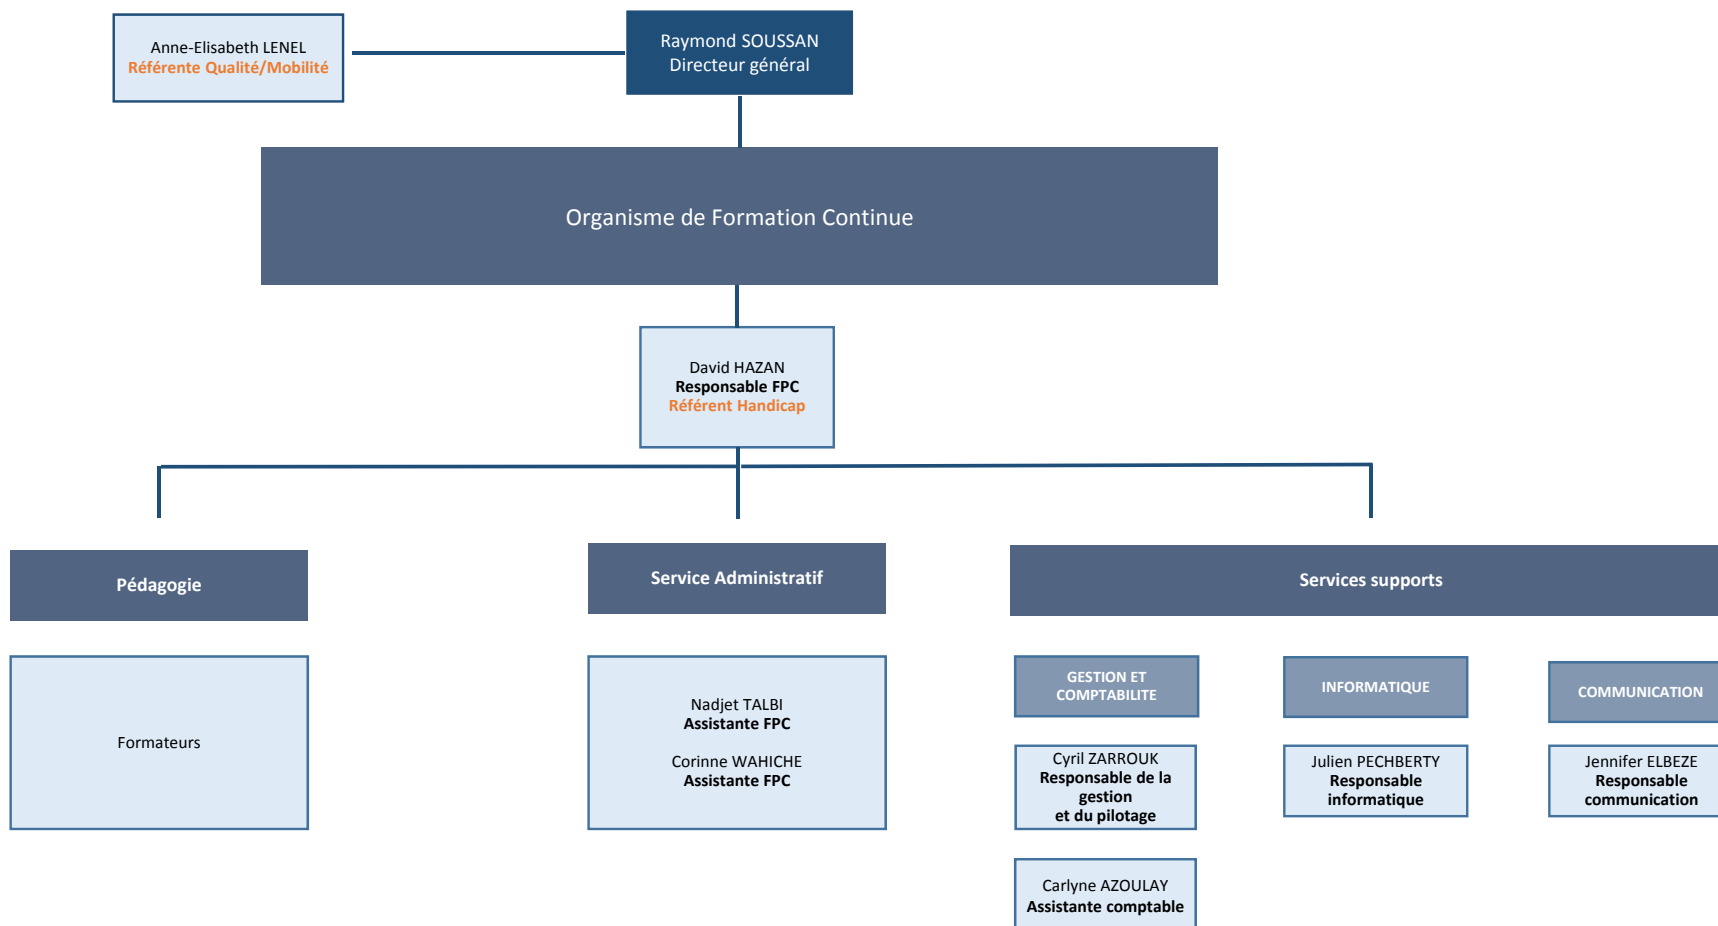 Anne-Elisabeth LENEL
Référente Qualité/Mobilité
Raymond SOUSSAN
Directeur général
Organisme de Formation Continue
David HAZAN
Responsable FPC
Référent Handicap
Pédagogie
Formateurs
Service Administratif
Nadjet TALBI
Assistante FPC
Corinne WAHICHE
Assistante FPC
Services supports
GESTION ET
COMPTABILITE
Cyril ZARROUK
Responsable de la
gestion
et du pilotage
Carlyne AZOULAY
Assistante comptable
INFORMATIQUE
Julien PECHBERTY
Responsable
informatique
COMMUNICATION
Jennifer ELBEZE
Responsable
communication